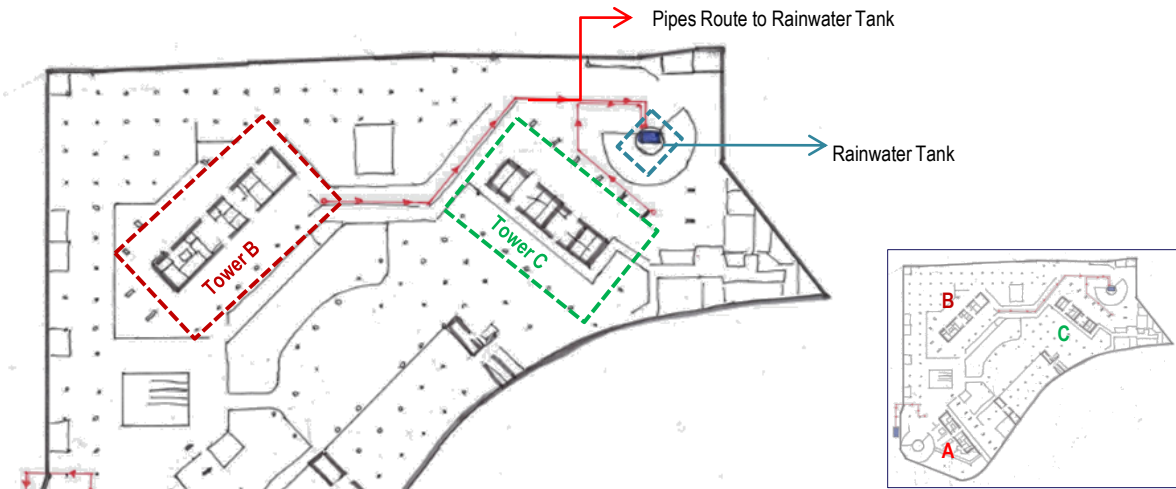 Pipes Route to Rainwater Tank
Rainwater Tank
Tower B
Tower C
B
C
A